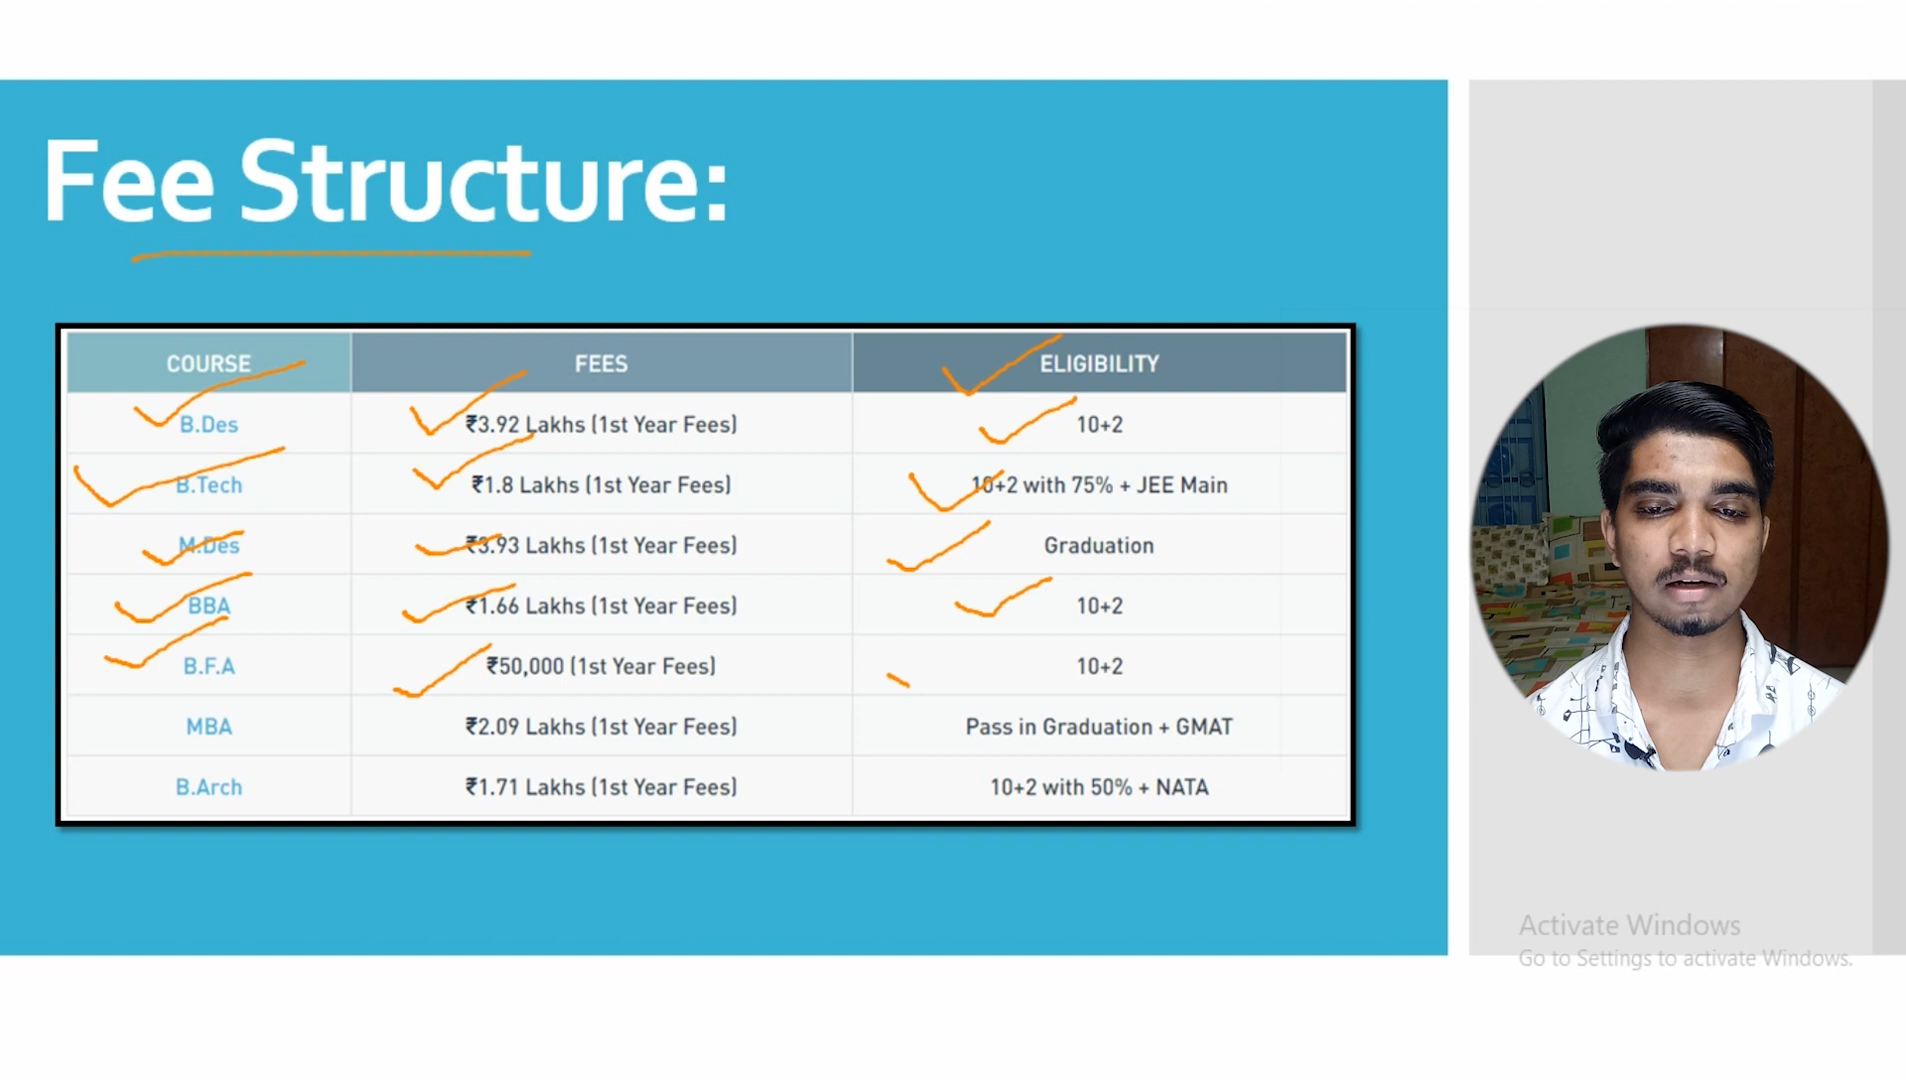 Fee Structure:
COURSE FEES ELIGIBILITY
B.Des ₹3.92 Lakhs (1st Year Fees) 10+2
B.Tech ₹1.8 Lakhs (1st Year Fees) 10+2 with 75% + JEE Main
M.Des ₹3.93 Lakhs (1st Year Fees) Graduation
BBA ₹1.66 Lakhs (1st Year Fees) 10+2
B.F.A ₹50,000 (1st Year Fees) 10+2
MBA ₹2.09 Lakhs (1st Year Fees) Pass in Graduation + GMAT
B.Arch ₹1.71 Lakhs (1st Year Fees) 10+2 with 50% + NATA
Activate Windows
Go to Settings to activate Windows.